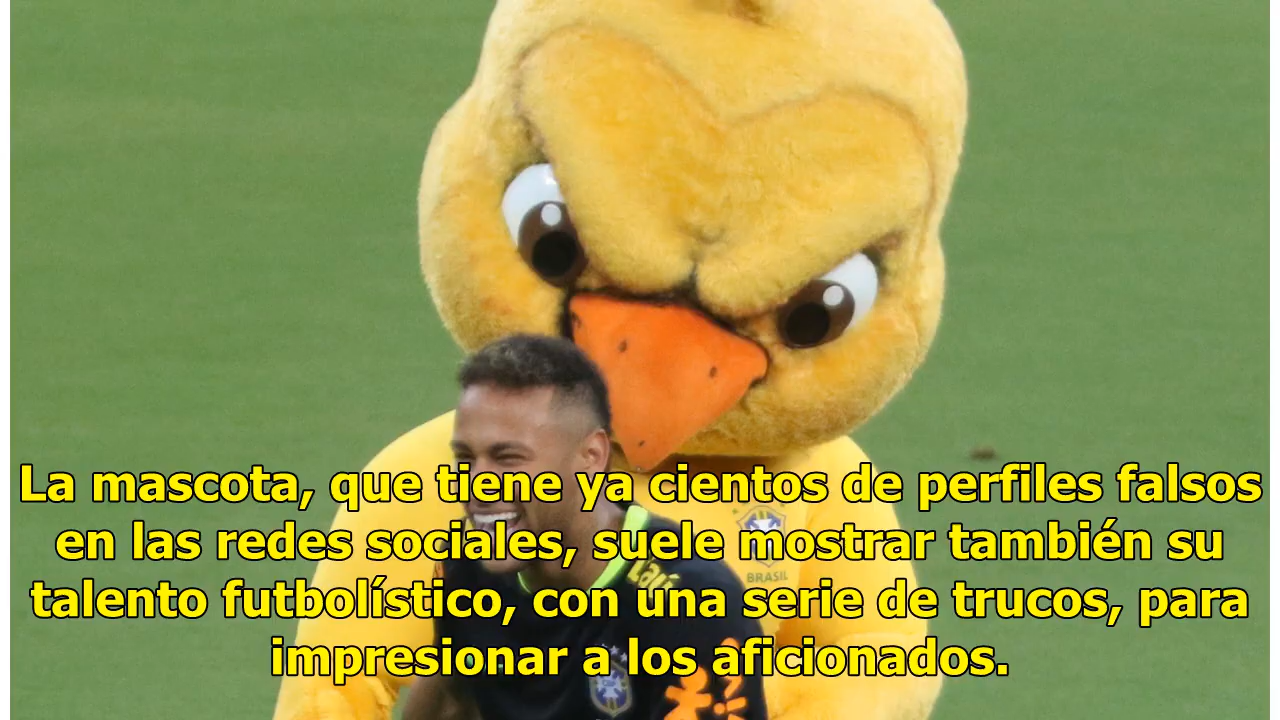 La mascota, que tiene ya cientos de perfiles falsos
en las redes sociales, suele mostrar también su
talento futbolístico, con una serie de trucos, para
impresionar a los aficionados.
BRASIL